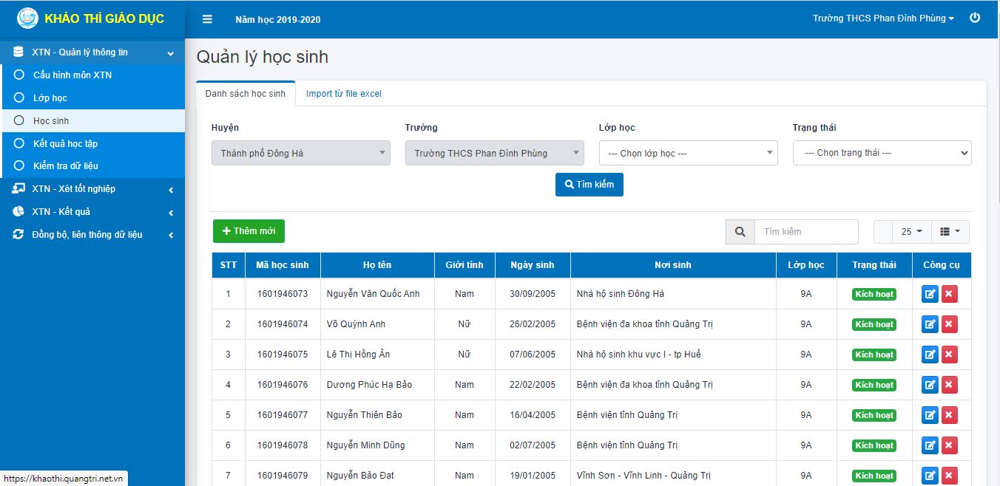 KHẢO THÍ GIÁO DỤC
Năm học 2019-2020
Trường THCS Phan Đình Phùng
XTN - Quản lý thông tin
Cấu hình môn XTN
Lớp học
Học sinh
Kết quả học tập
Kiểm tra dữ liệu
XTN - Xét tốt nghiệp
XTN - Kết quả
Đồng bộ, liên thông dữ liệu
Quản lý học sinh
Danh sách học sinh Import từ file excel
Huyện Trường Lớp học Trạng thái
Thành phố Đông Hà Trường THCS Phan Đình Phùng --- Chọn lớp học --- --- Chọn trạng thái ---
Tìm kiếm
Thêm mới Tìm kiếm 25
STT Mã học sinh Họ tên Giới tính Ngày sinh Nơi sinh Lớp học Trạng thái Công cụ
1 1601946073 Nguyễn Văn Quốc Anh Nam 30/09/2005 Nhà hộ sinh Đông Hà 9A Kích hoạt
2 1601946074 Võ Quỳnh Anh Nữ 26/02/2005 Bệnh viện đa khoa tỉnh Quảng Trị 9A Kích hoạt
3 1601946075 Lê Thị Hồng Ân Nữ 07/06/2005 Nhà hộ sinh khu vực I - tp Huế 9A Kích hoạt
4 1601946076 Dương Phúc Hạ Bảo Nam 22/02/2005 Bệnh viện đa khoa tỉnh Quảng Trị 9A Kích hoạt
5 1601946077 Nguyễn Thiên Bảo Nam 16/04/2005 Bệnh viện tỉnh Quảng Trị 9A Kích hoạt
6 1601946078 Nguyễn Minh Dũng Nam 02/07/2005 Bệnh viện tỉnh Quảng Trị 9A Kích hoạt
7 1601946079 Nguyễn Bảo Đạt Nam 19/01/2005 Vĩnh Sơn - Vĩnh Linh - Quảng Trị 9A Kích hoạt
https://khaothi.quangtri.net.vn